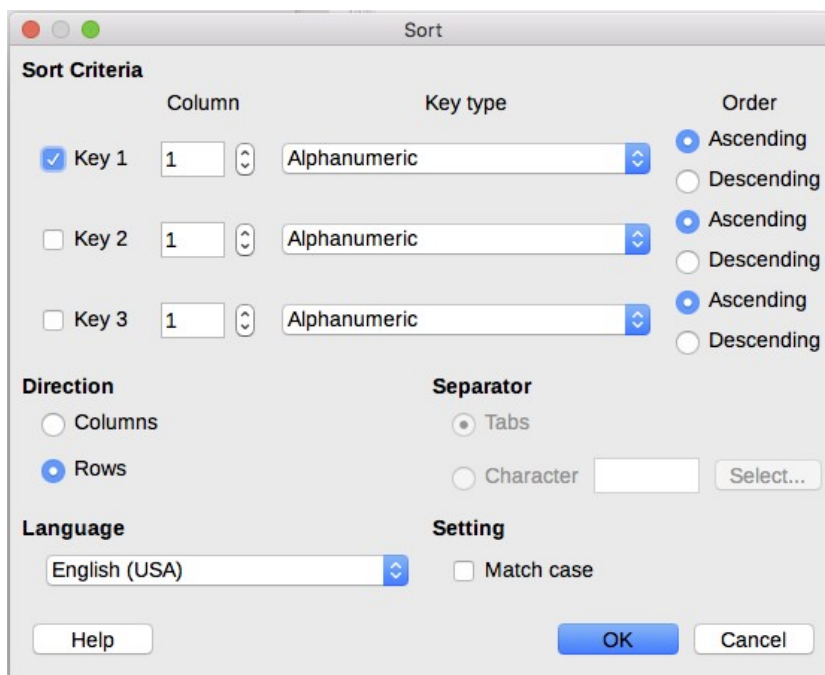 Sort
Sort Criteria
Column Key type Order
Key 1 1 Alphanumeric Ascending
Descending
Key 2 1 Alphanumeric Ascending
Descending
Key 3 1 Alphanumeric Ascending
Descending
Direction Separator
Columns Tabs
Rows Character Select...
Language Setting
English (USA) Match case
Help OK Cancel